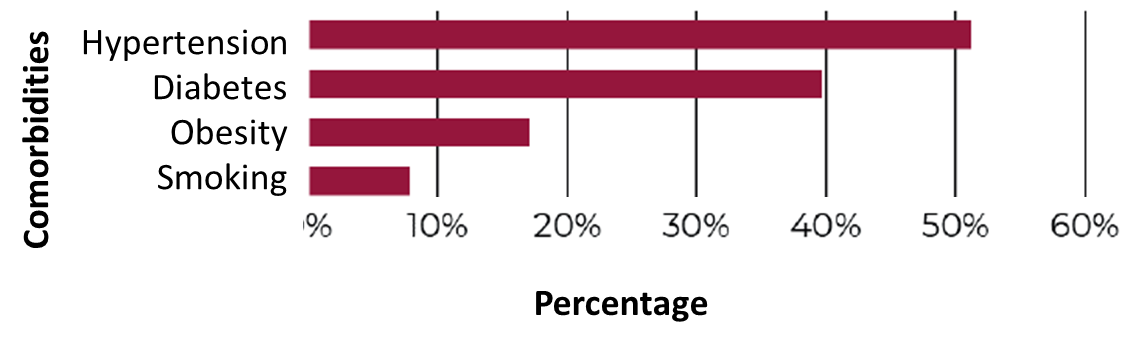 Comorbidities
Hypertension
Diabetes
Obesity
Smoking
% 10% 20% 30% 40% 50% 60%
Percentage